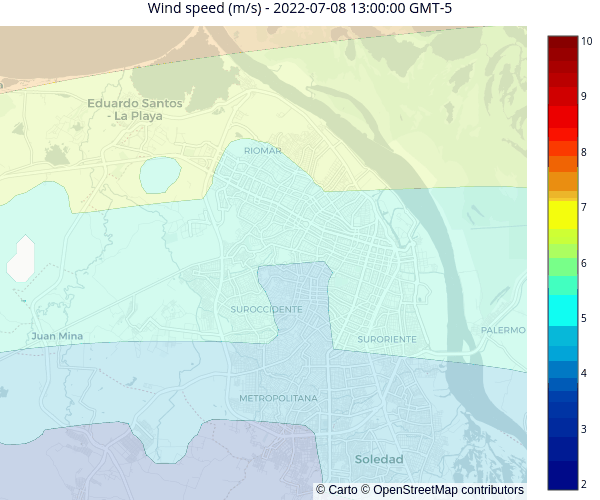 Wind speed (m/s) - 2022-07-08 13:00:00 GMT-5
10
Eduardo Santos
- La Playa
9
RIOMAR
8
7
6
SUROCCIDENTE
5
Juan Mina
SURORIENTE
PALERMO
4
METROPOLITANA
3
Soledad
2
© Carto © OpenStreetMap contributors